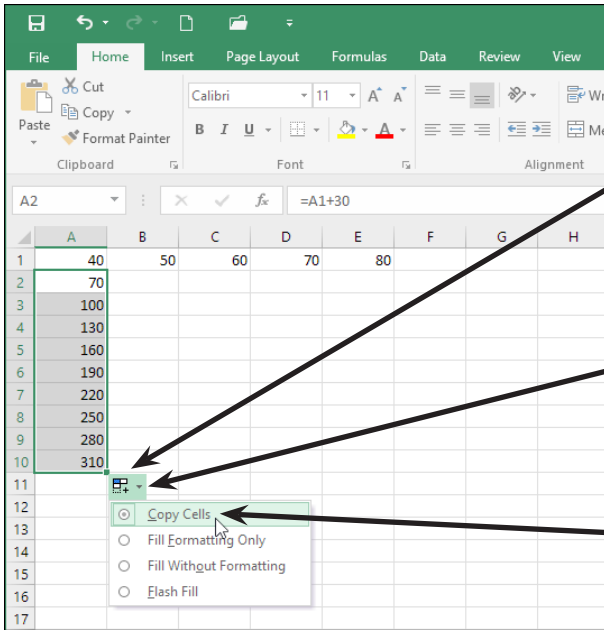 File Home Insert Page Layout Formulas Data Review View
Cut
Copy
Paste
Format Painter
Calibri 11 A A
B I U A
Clipboard Font Alignment
A2 fx =A1+30
A B C D E F G H
1 40 50 60 70 80
2 70
3 100
4 130
5 160
6 190
7 220
8 250
9 280
10 310
11
12 Copy Cells
13 Fill Formatting Only
14
15 Fill Without Formatting
16 Flash Fill
17